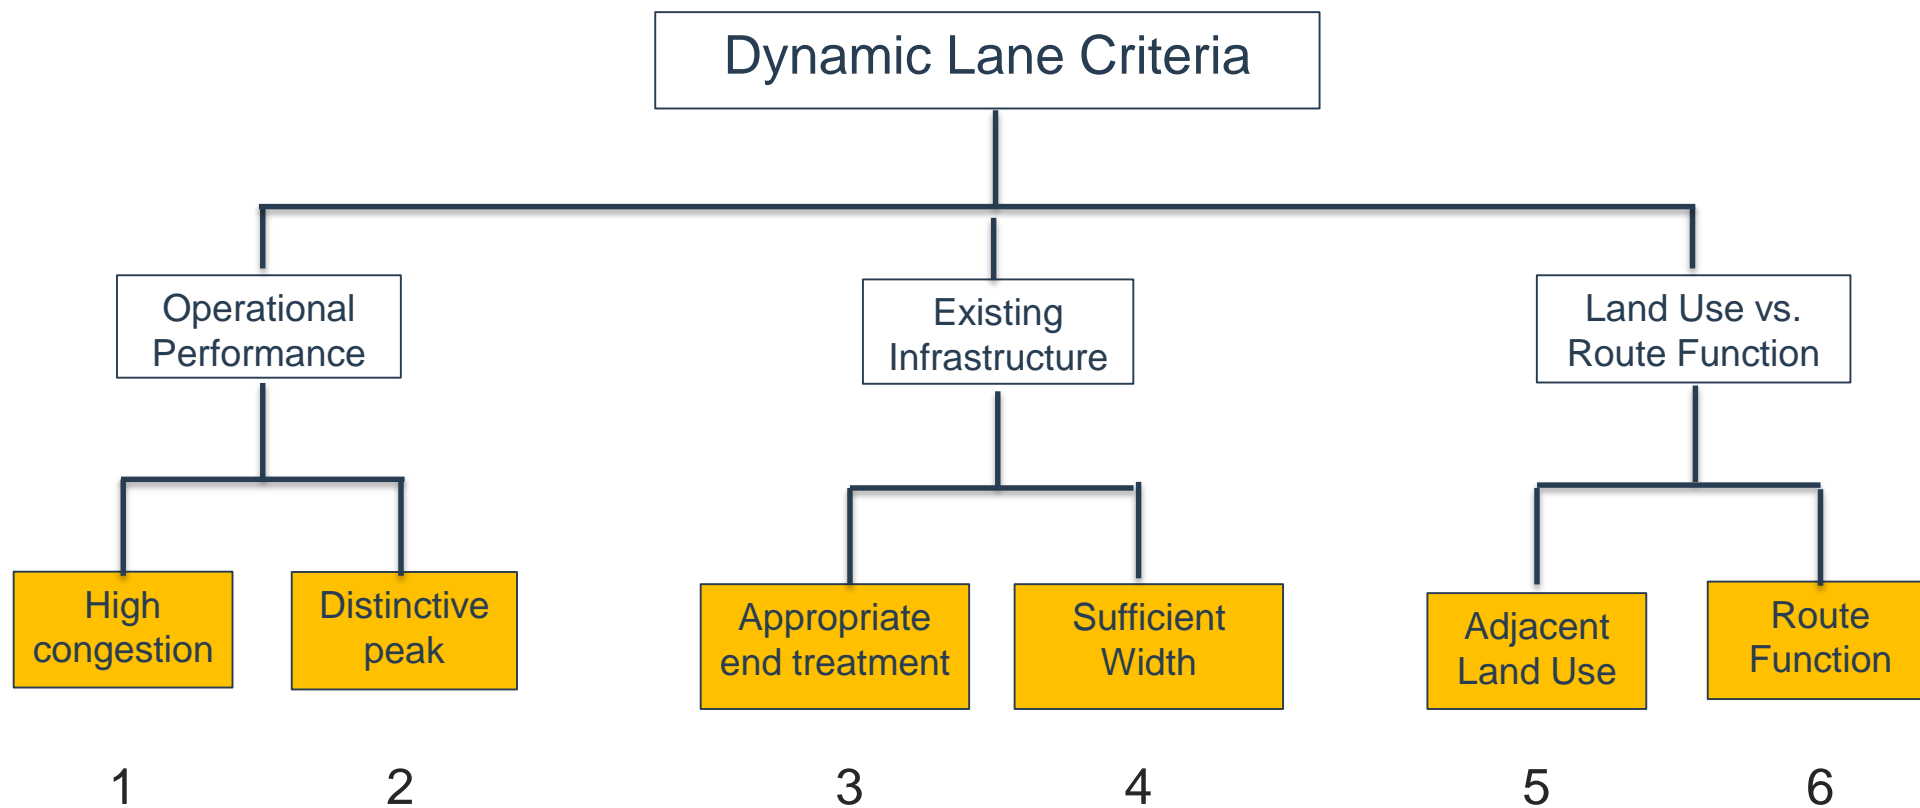 Dynamic Lane Criteria
Operational
Performance
Existing
Infrastructure
Land Use vs.
Route Function
High
congestion
Distinctive
peak
Appropriate
end treatment
Sufficient
Width
Adjacent
Land Use
Route
Function
1
2
3
4
5
6